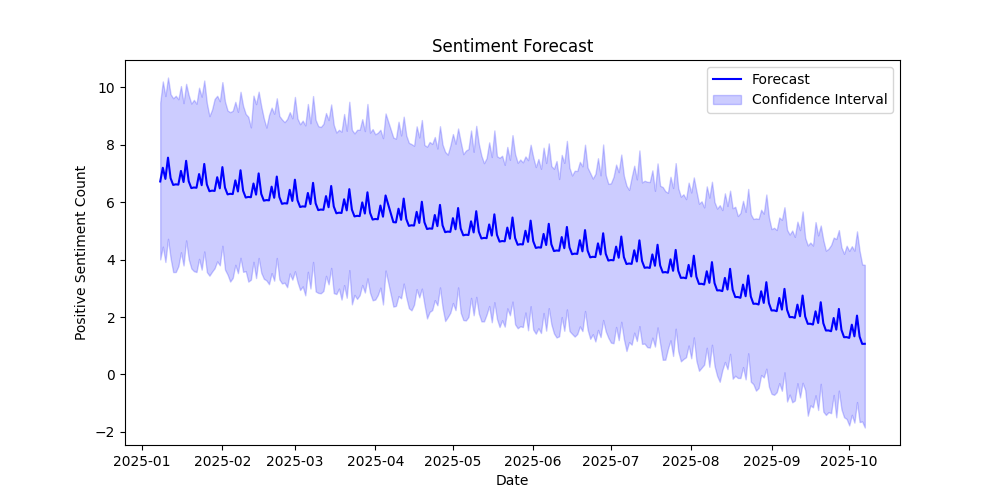 Sentiment Forecast
Forecast
Confidence Interval
Positive Sentiment Count
10
8
6
4
2
0
−2
2025-01 2025-02 2025-03 2025-04 2025-05 2025-06 2025-07 2025-08 2025-09 2025-10
Date